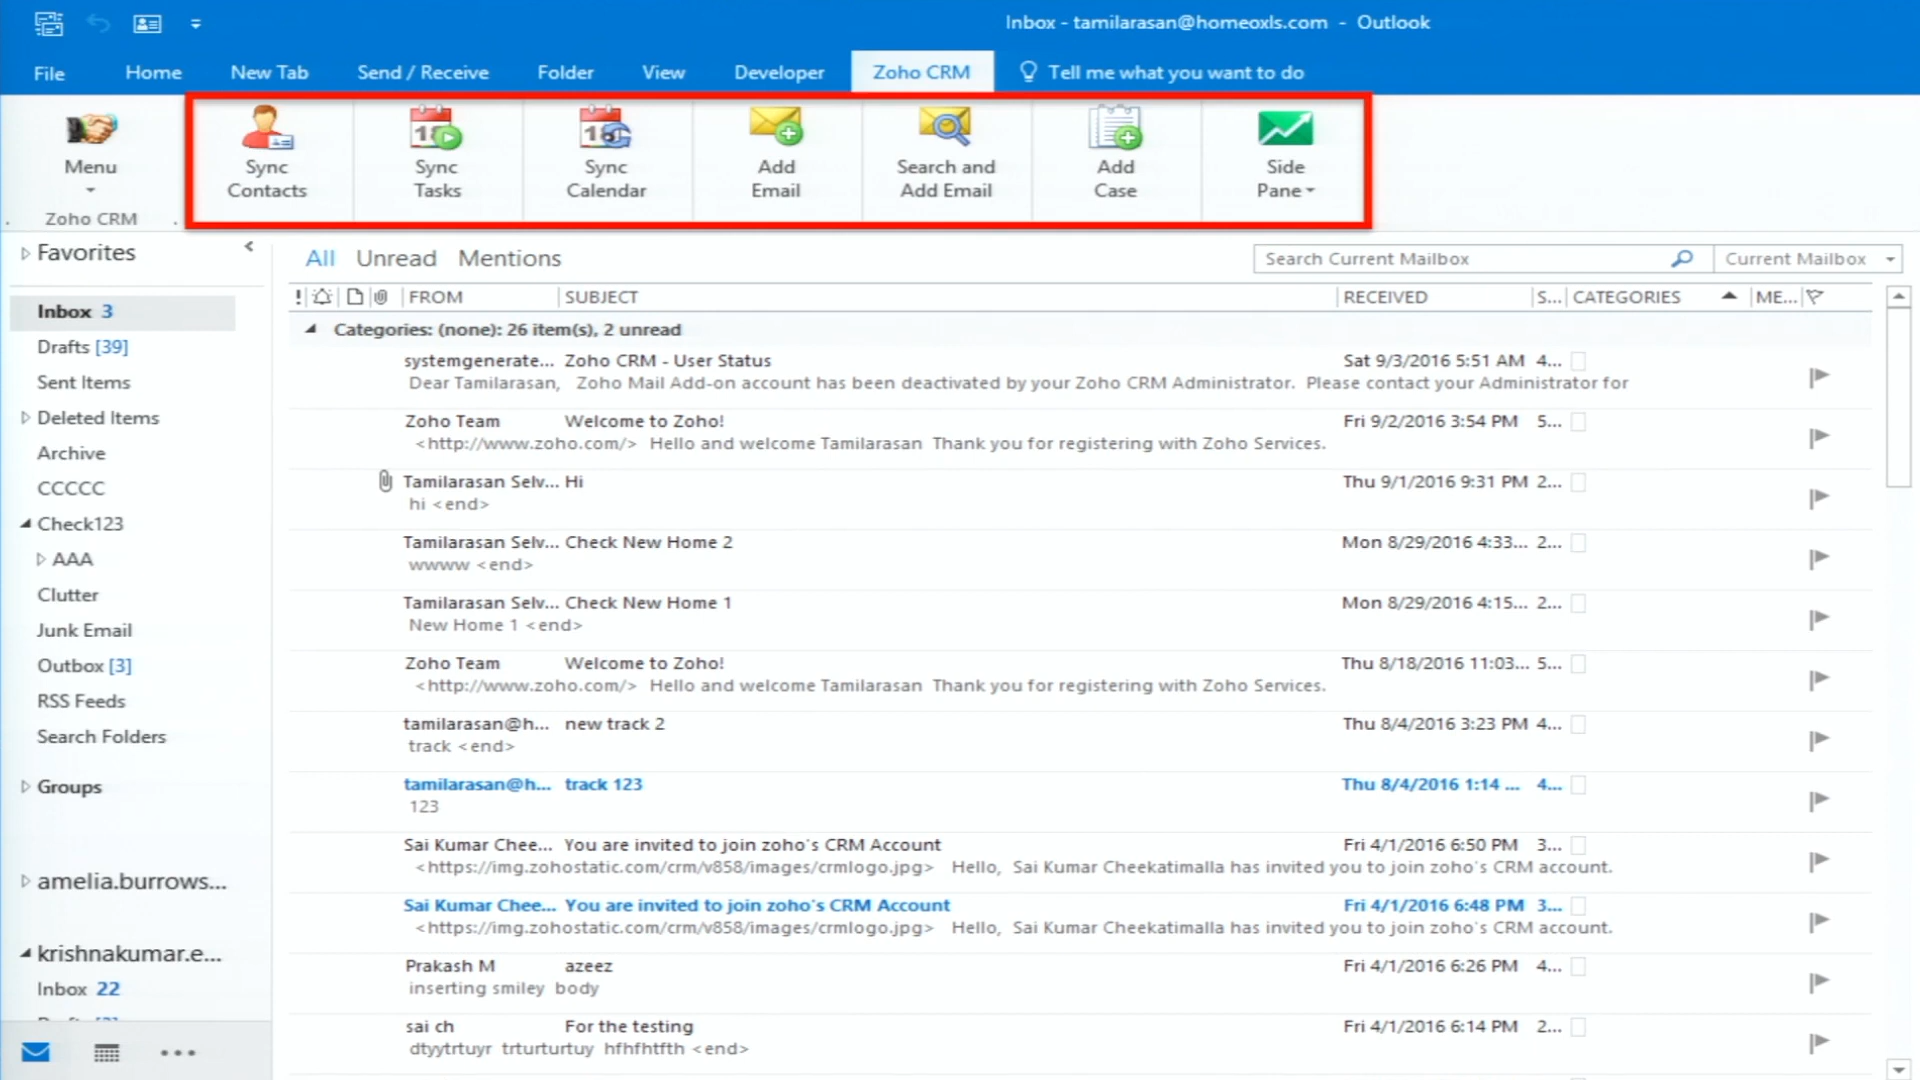 Inbox - tamilarasan@homeoxls.com - Outlook
File Home New Tab Send / Receive Folder View Developer Zoho CRM Tell me what you want to do
Menu
Zoho CRM
Sync Contacts
Sync Tasks
Sync Calendar
Add Email
Search and Add Email
Add Case
Side Pane
Favorites
Inbox 3
Drafts [39]
Sent Items
Deleted Items
Archive
CCCCC
Check123
AAA
Clutter
Junk Email
Outbox [3]
RSS Feeds
Search Folders
Groups
amelia.burrows...
krishnakumar.e...
Inbox 22
All Unread Mentions
Search Current Mailbox Current Mailbox
! FROM SUBJECT RECEIVED S... CATEGORIES ME...
Categories: (none): 26 item(s), 2 unread
systemgenerate... Zoho CRM - User Status Sat 9/3/2016 5:51 AM 4...
Dear Tamilarasan, Zoho Mail Add-on account has been deactivated by your Zoho CRM Administrator. Please contact your Administrator for
Zoho Team Welcome to Zoho! Fri 9/2/2016 3:54 PM 5...
<http://www.zoho.com/> Hello and welcome Tamilarasan Thank you for registering with Zoho Services.
Tamilarasan Selv... Hi Thu 9/1/2016 9:31 PM 2...
hi <end>
Tamilarasan Selv... Check New Home 2 Mon 8/29/2016 4:33... 2...
wwww <end>
Tamilarasan Selv... Check New Home 1 Mon 8/29/2016 4:15... 2...
New Home 1 <end>
Zoho Team Welcome to Zoho! Thu 8/18/2016 11:03... 5...
<http://www.zoho.com/> Hello and welcome Tamilarasan Thank you for registering with Zoho Services.
tamilarasan@h... new track 2 Thu 8/4/2016 3:23 PM 4...
track <end>
tamilarasan@h... track 123 Thu 8/4/2016 1:14 ... 4...
123
Sai Kumar Chee... You are invited to join zoho's CRM Account Fri 4/1/2016 6:50 PM 3...
<https://img.zohostatic.com/crm/v858/images/crmlogo.jpg> Hello, Sai Kumar Cheekatimalla has invited you to join zoho's CRM account.
Sai Kumar Chee... You are invited to join zoho's CRM Account Fri 4/1/2016 6:48 PM 3...
<https://img.zohostatic.com/crm/v858/images/crmlogo.jpg> Hello, Sai Kumar Cheekatimalla has invited you to join zoho's CRM account.
Prakash M azeez Fri 4/1/2016 6:26 PM 4...
inserting smiley body
sai ch For the testing Fri 4/1/2016 6:14 PM 2...
dtyytrtuyr trturturtuy hfhfhtfth <end>